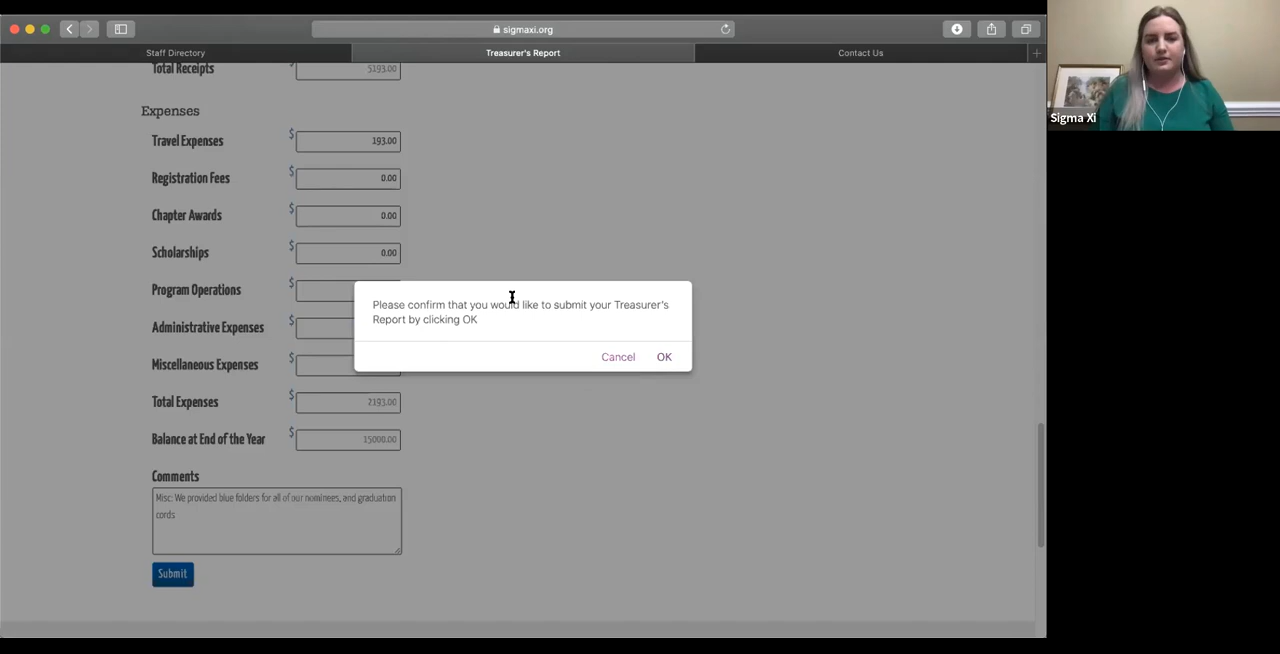 sigmaxi.org
Staff Directory
Treasurer's Report
Contact Us
Total Receipts $ 5193.00
Expenses
Travel Expenses $ 193.00
Registration Fees $ 0.00
Chapter Awards $ 0.00
Scholarships $ 0.00
Program Operations $
Administrative Expenses $
Miscellaneous Expenses $
Total Expenses $ 2193.00
Balance at End of the Year $ 15000.00
Please confirm that you would like to submit your Treasurer's
Report by clicking OK
Cancel OK
Comments
Misc: We provided blue folders for all of our nominees, and graduation
cords
Submit
Sigma Xi